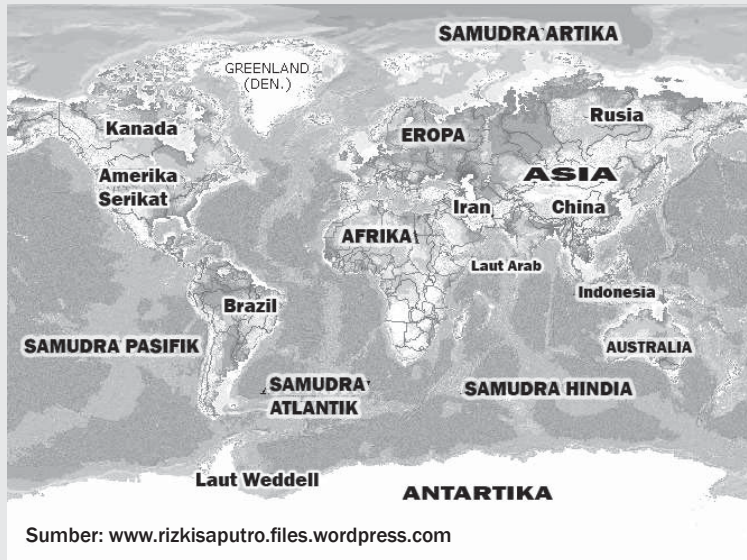 SAMUDRA ARTIKA
GREENLAND
(DEN.)
Kanada
EROPA
Rusia
Amerika
Serikat
ASIA
Iran
China
AFRIKA
Laut Arab
Indonesia
Brazil
SAMUDRA PASIFIK
AUSTRALIA
SAMUDRA
ATLANTIK
SAMUDRA HINDIA
Laut Weddell
ANTARTIKA
Sumber: www.rizkisaputro.files.wordpress.com